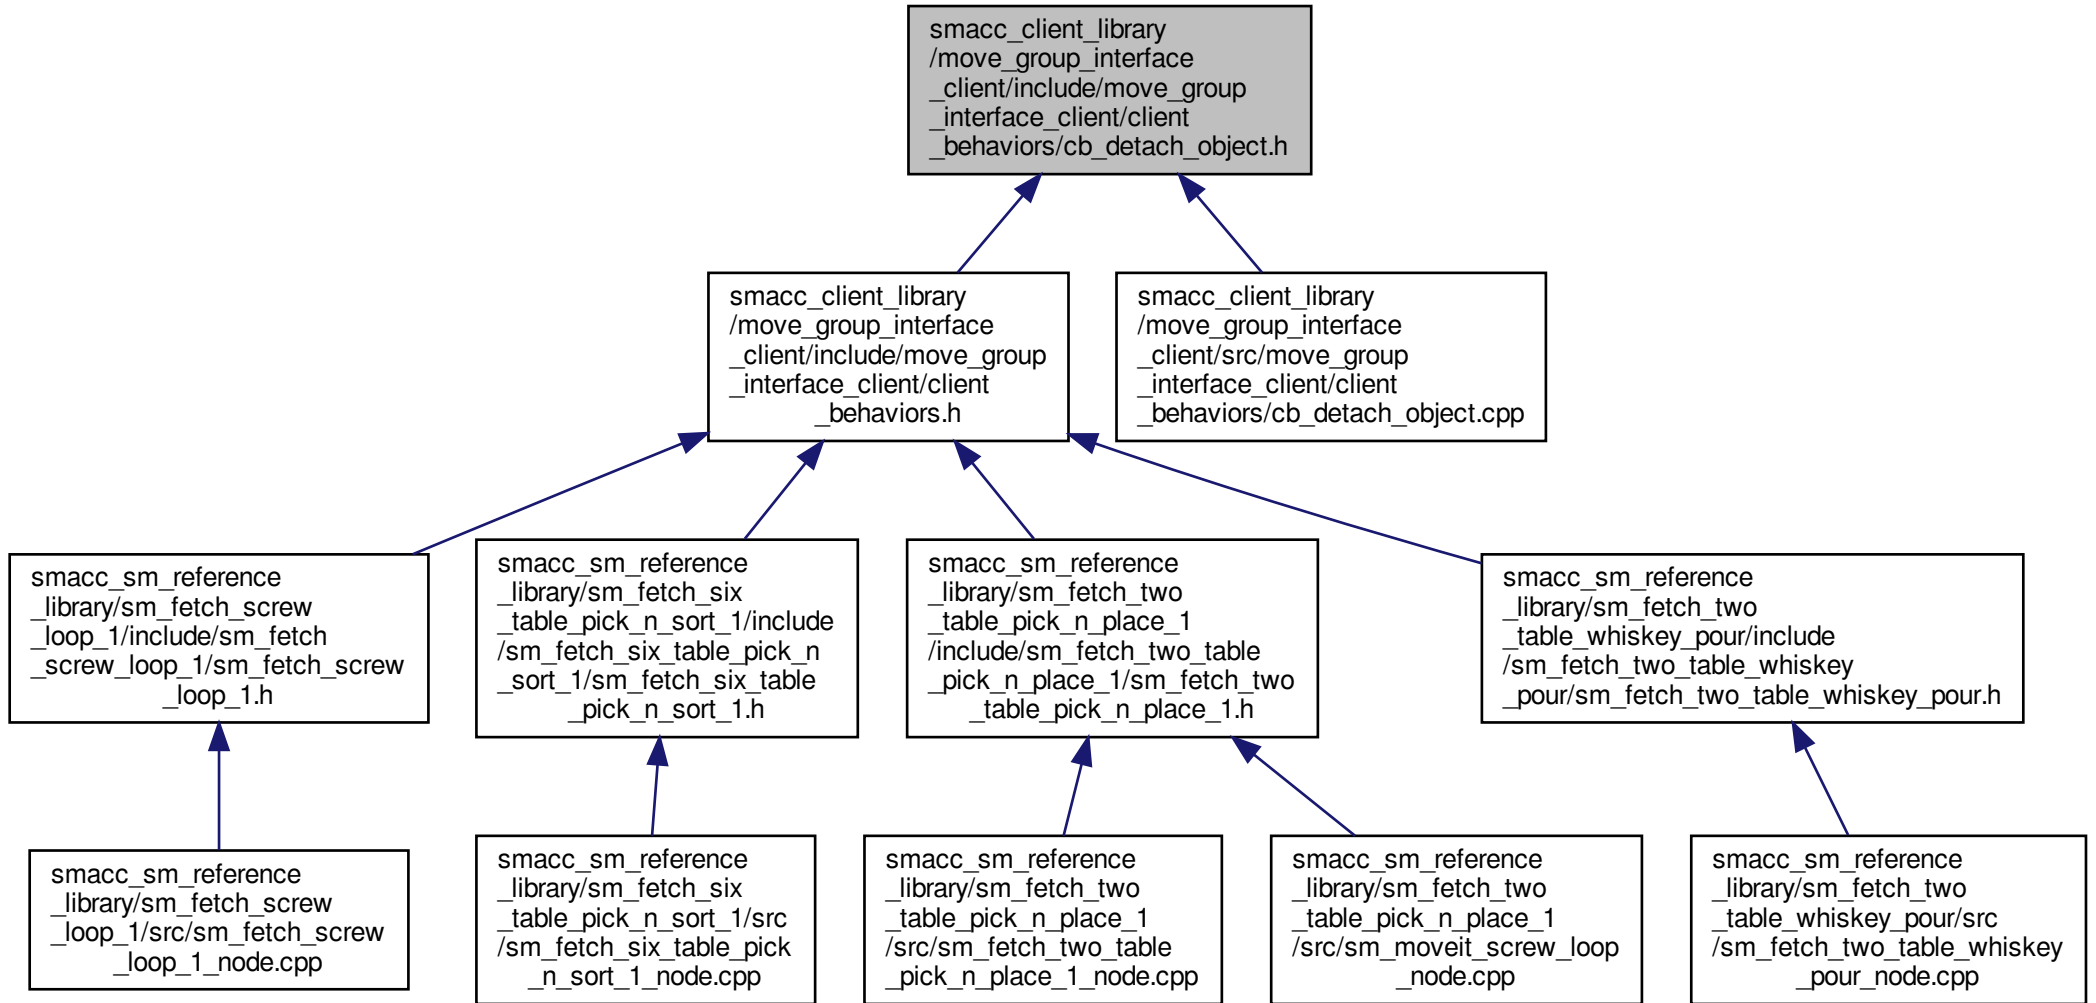 smacc_client_library
/move_group_interface
_client/include/move_group
_interface_client/client
_behaviors/cb_detach_object.h
smacc_client_library
/move_group_interface
_client/include/move_group
_interface_client/client
_behaviors.h
smacc_client_library
/move_group_interface
_client/src/move_group
_interface_client/client
_behaviors/cb_detach_object.cpp
smacc_sm_reference
_library/sm_fetch_screw
_loop_1/include/sm_fetch
_screw_loop_1/sm_fetch_screw
_loop_1.h
smacc_sm_reference
_library/sm_fetch_six
_table_pick_n_sort_1/include
/sm_fetch_six_table_pick_n
_sort_1/sm_fetch_six_table
_pick_n_sort_1.h
smacc_sm_reference
_library/sm_fetch_two
_table_pick_n_place_1
/include/sm_fetch_two_table
_pick_n_place_1/sm_fetch_two
_table_pick_n_place_1.h
smacc_sm_reference
_library/sm_fetch_two
_table_whiskey_pour/include
/sm_fetch_two_table_whiskey
_pour/sm_fetch_two_table_whiskey_pour.h
smacc_sm_reference
_library/sm_fetch_screw
_loop_1/src/sm_fetch_screw
_loop_1_node.cpp
smacc_sm_reference
_library/sm_fetch_six
_table_pick_n_sort_1/src
/sm_fetch_six_table_pick
_n_sort_1_node.cpp
smacc_sm_reference
_library/sm_fetch_two
_table_pick_n_place_1
/src/sm_fetch_two_table
_pick_n_place_1_node.cpp
smacc_sm_reference
_library/sm_fetch_two
_table_pick_n_place_1
/src/sm_moveit_screw_loop
_node.cpp
smacc_sm_reference
_library/sm_fetch_two
_table_whiskey_pour/src
/sm_fetch_two_table_whiskey
_pour_node.cpp